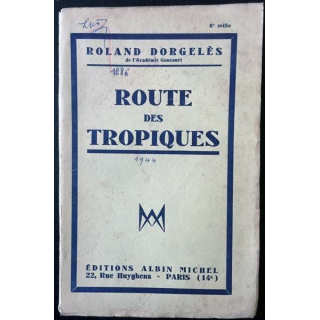 6e mille
ROLAND DORGELÈS
de l'Académie Goncourt
1886
ROUTE
DES
TROPIQUES
1944
ÉDITIONS ALBIN MICHEL
22, Rue Huyghens - PARIS (14e)